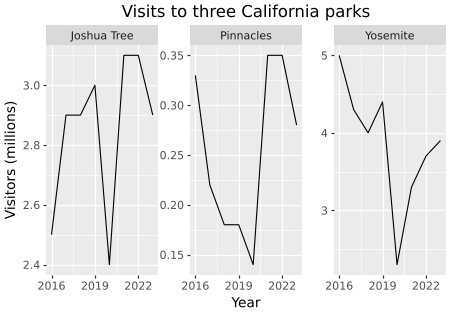 Visits to three California parks
Joshua Tree
Pinnacles
Yosemite
Visitors (millions)
3.0
2.8
2.6
2.4
0.35
0.30
0.25
0.20
0.15
5
4
3
2016 2019 2022
2016 2019 2022
2016 2019 2022
Year